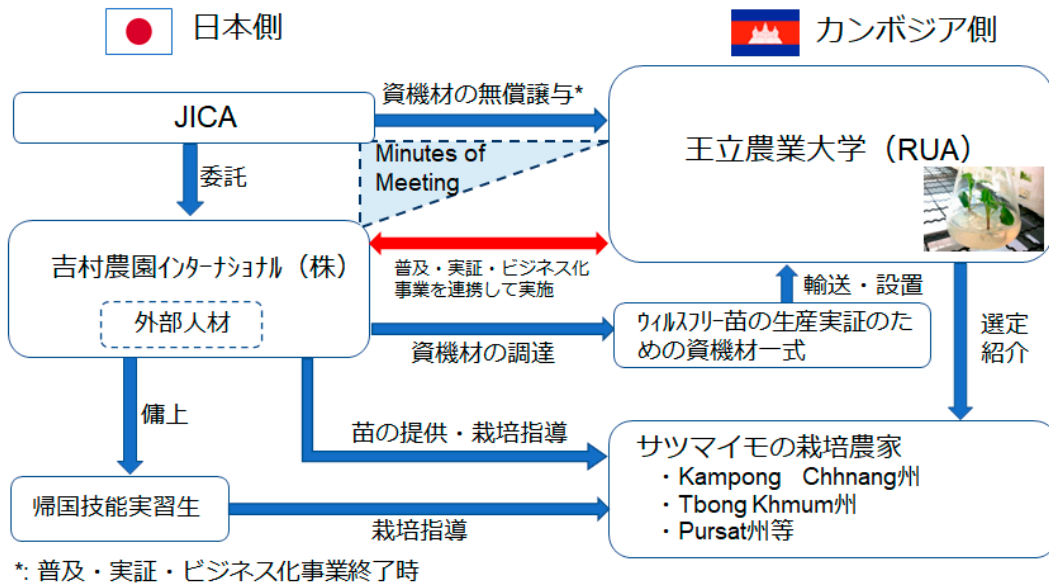 日本側
カンボジア側
JICA
資機材の無償譲与*
王立農業大学（RUA）
Minutes of
Meeting
委託
吉村農園ｲﾝﾀｰﾅｼｮﾅﾙ（株）
外部人材
普及・実証・ビジネス化
事業を連携して実施
輸送・設置
資機材の調達
ｳｨﾙｽﾌﾘｰ苗の生産実証のた
めの資機材一式
選定
紹介
傭上
苗の提供・栽培指導
サツマイモの栽培農家
・Kampong　Chhnang州
・Tbong Khmum州
・Pursat州等
帰国技能実習生
栽培指導
*: 普及・実証・ビジネス化事業終了時